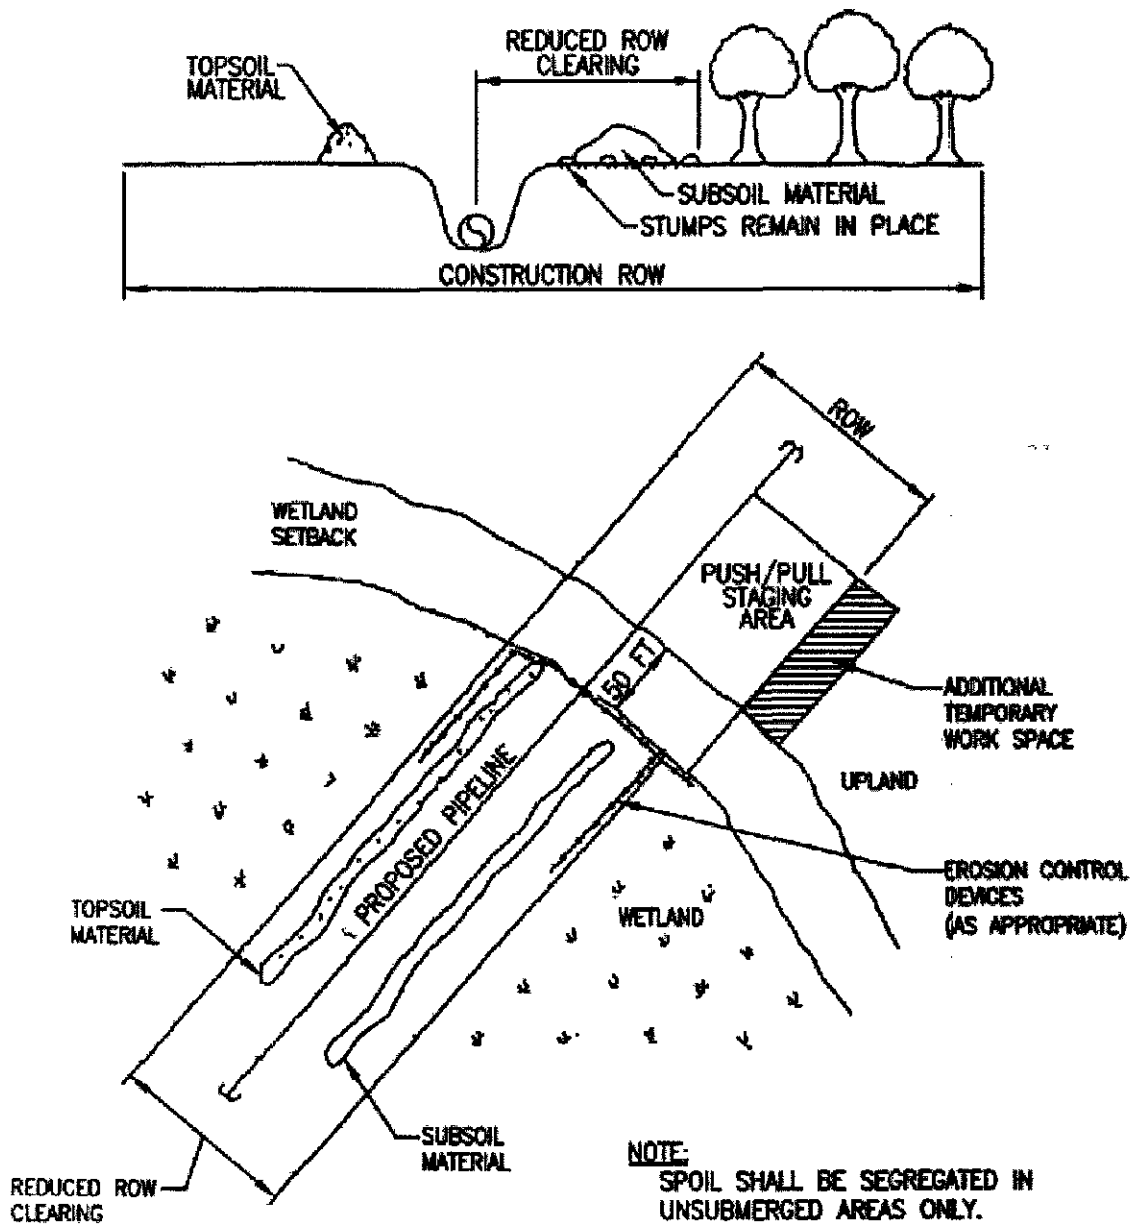 REDUCED ROW
CLEARING
TOPSOIL
MATERIAL
SUBSOIL MATERIAL
STUMPS REMAIN IN PLACE
CONSTRUCTION ROW
ROW
WETLAND
SETBACK
PUSH/PULL
STAGING
AREA
50 FT
ADDITIONAL
TEMPORARY
WORK SPACE
UPLAND
PROPOSED PIPELINE
EROSION CONTROL
DEVICES
(AS APPROPRIATE)
TOPSOIL
MATERIAL
WETLAND
SUBSOIL
MATERIAL
REDUCED ROW
CLEARING
NOTE:
SPOIL SHALL BE SEGREGATED IN
UNSUBMERGED AREAS ONLY.